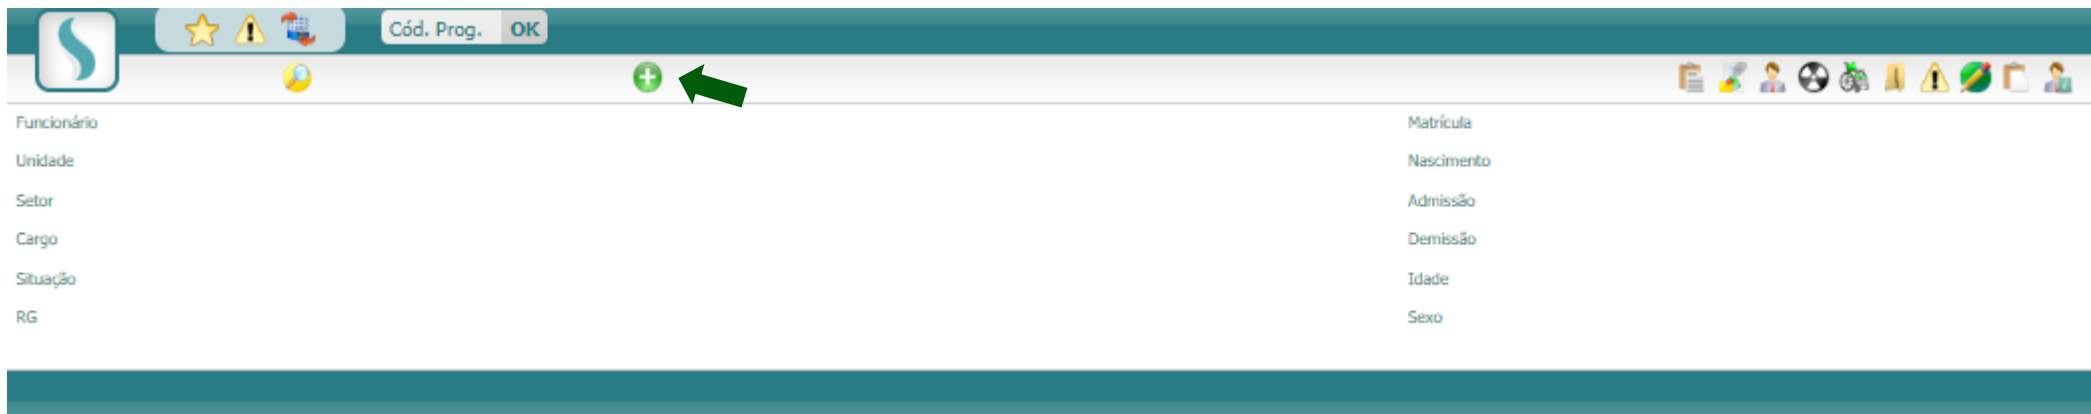 Cód. Prog. OK
Funcionário Matrícula
Unidade Nascimento
Setor Admissão
Cargo Demissão
Situação Idade
RG Sexo